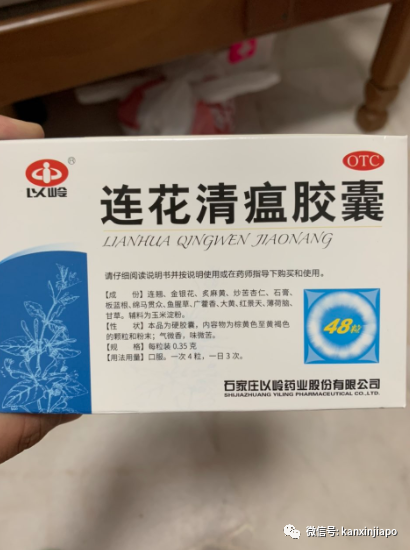 以岭®
OTC
连花清瘟胶囊
LIANHUA QINGWEN JIAONANG
请仔细阅读说明书并按说明使用或在药师指导下购买和使用。
【成　份】连翘、金银花、炙麻黄、炒苦杏仁、石膏、
板蓝根、绵马贯众、鱼腥草、广藿香、大黄、红景天、薄荷脑、
甘草。辅料为玉米淀粉。
【性　状】本品为硬胶囊，内容物为棕黄色至黄褐色
的颗粒和粉末；气微香，味微苦。
【规　格】每粒装 0.35 克
【用法用量】口服。一次 4 粒，一日 3 次。
48粒
石家庄以岭药业股份有限公司
SHIJIAZHUANG YILING PHARMACEUTICAL CO.,LTD.
微信号: kanxinjiapo